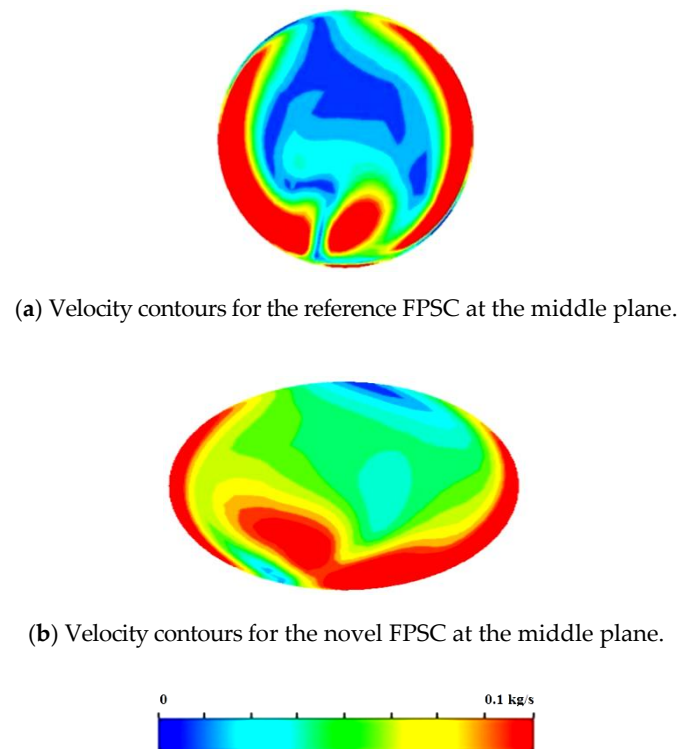 (a) Velocity contours for the reference FPSC at the middle plane.
(b) Velocity contours for the novel FPSC at the middle plane.
0 0.1 kg/s